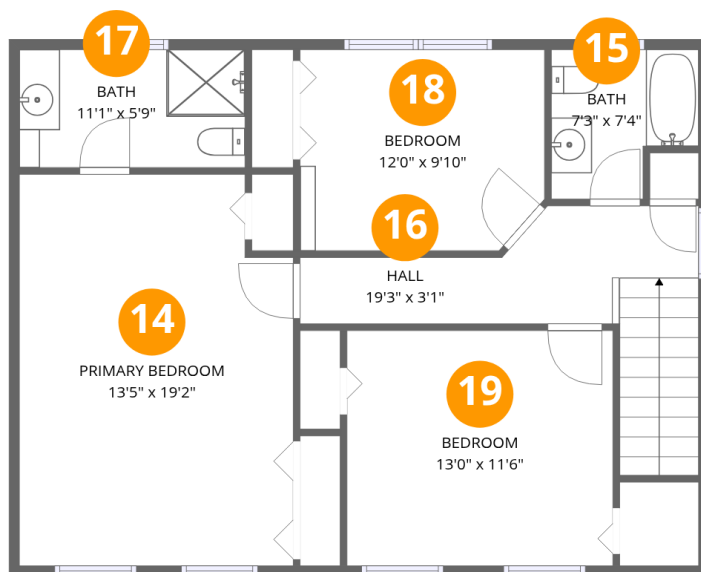 17
BATH
11'1" x 5'9"
18
BEDROOM
12'0" x 9'10"
15
BATH
7'3" x 7'4"
16
HALL
19'3" x 3'1"
14
PRIMARY BEDROOM
13'5" x 19'2"
19
BEDROOM
13'0" x 11'6"